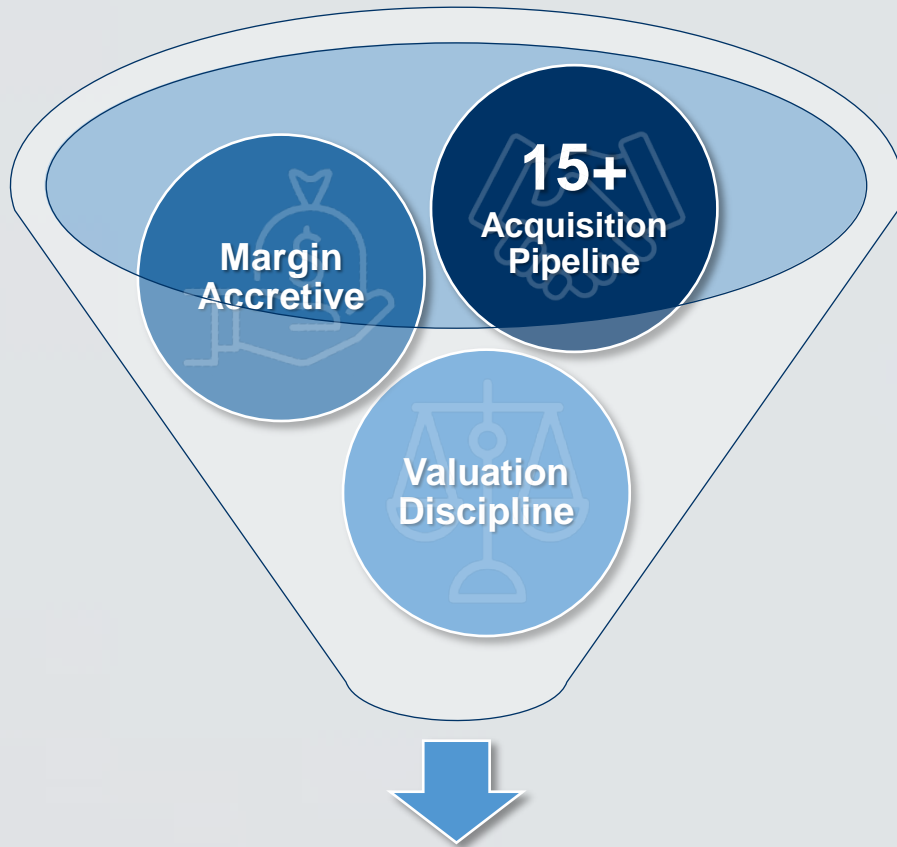 15+
Acquisition
Pipeline
Margin
Accretive
$
Valuation
Discipline